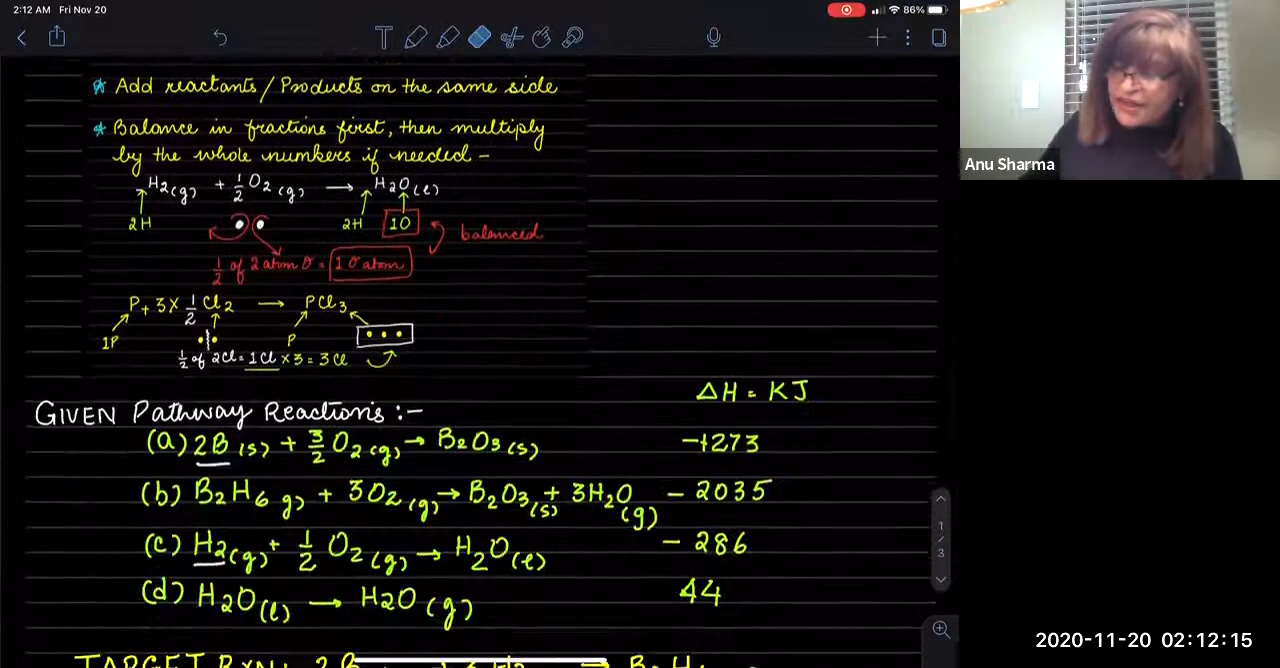 2:12 AM Fri Nov 20
86%
* Add reactants / Products on the same side
* Balance in fractions first, then multiply
by the whole numbers if needed -
H2(g) + 1/2 O2(g) → H2O(l)
2H 2H 1O balanced
1/2 of 2 atom O = 1 O atom
P + 3 × 1/2 Cl2 → PCl3
1P P
1/2 of 2Cl = 1Cl × 3 = 3Cl
ΔH = KJ
GIVEN Pathway Reactions :-
(a) 2B(s) + 3/2 O2(g) → B2O3(s) -1273
(b) B2H6 g) + 3O2(g) → B2O3(s) + 3H2O(g) - 2035
(c) H2(g) + 1/2 O2(g) → H2O(l) - 286
(d) H2O(l) → H2O(g) 44
1/3
Anu Sharma
2020-11-20 02:12:15